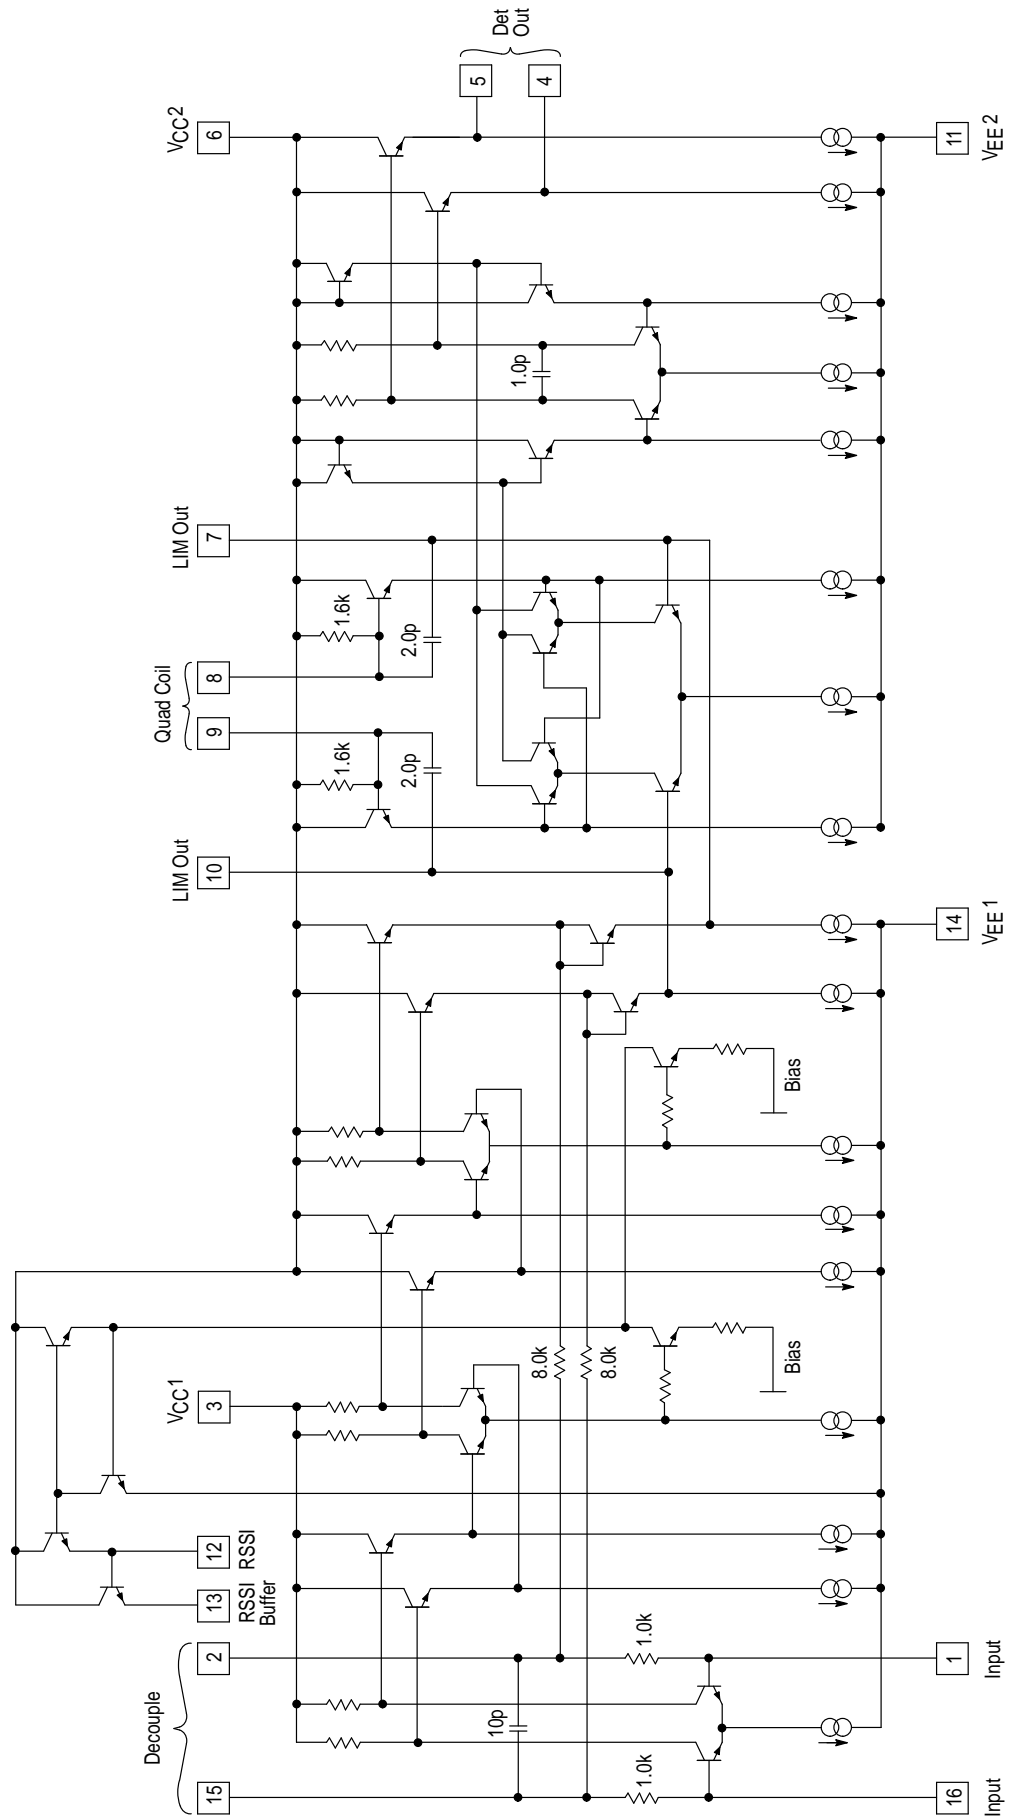 Decouple
15
2
13
RSSI
Buffer
12
RSSI
3
VCC1
10
LIM Out
Quad Coil
9
8
7
LIM Out
6
VCC2
Det
Out
5
4
1.6k
2.0p
1.6k
2.0p
1.0p
10p
8.0k
8.0k
1.0k
1.0k
Bias
Bias
16
Input
1
Input
14
VEE1
11
VEE2